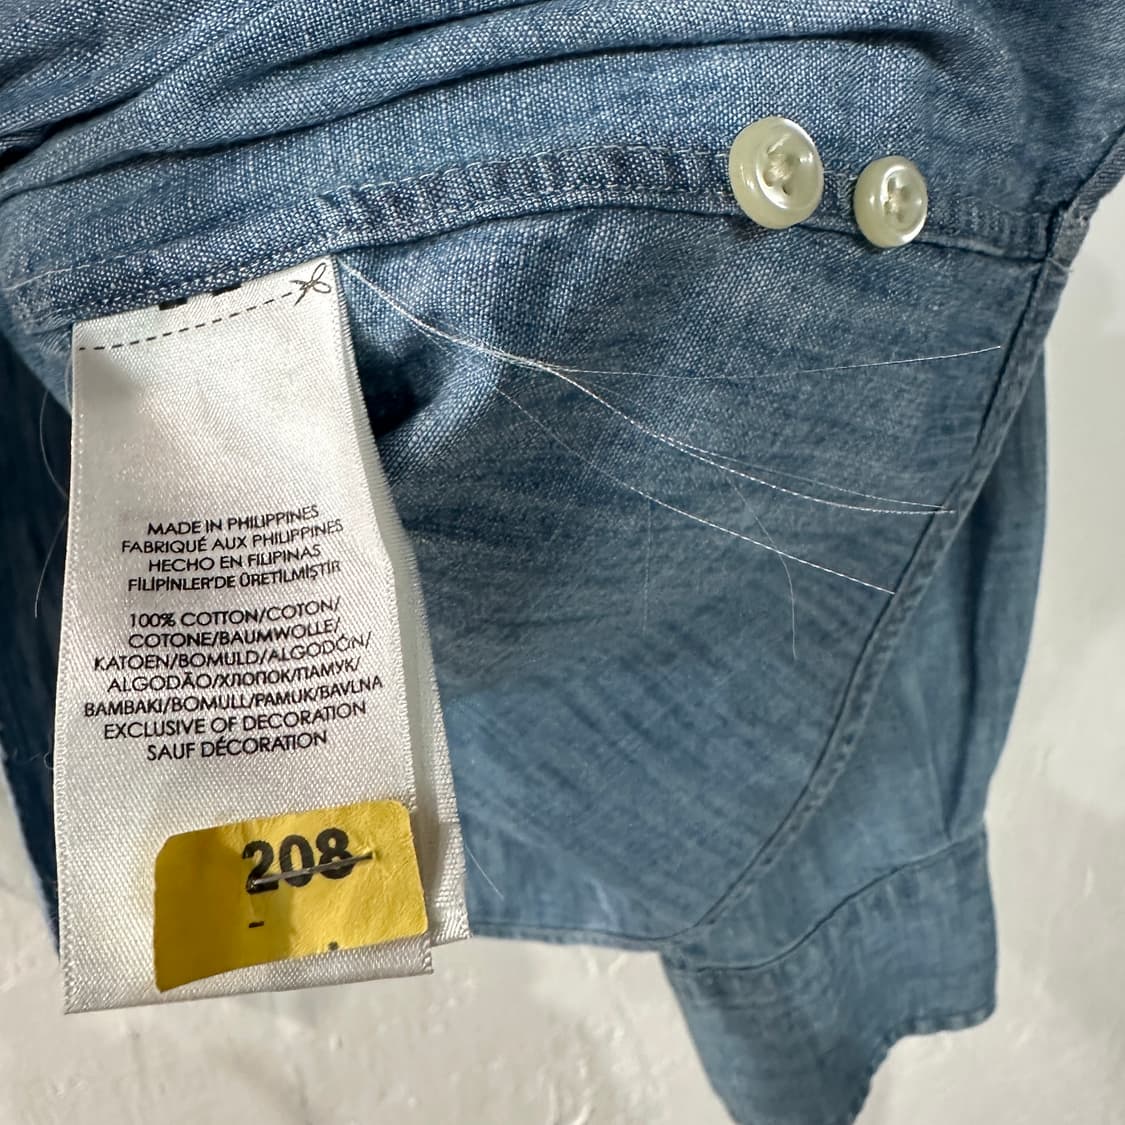 MADE IN PHILIPPINES
FABRIQUÉ AUX PHILIPPINES
HECHO EN FILIPINAS
FİLİPİNLER'DE ÜRETİLMİŞTİR
100% COTTON/COTON/
COTONE/BAUMWOLLE/
KATOEN/BOMULD/ALGODÓN/
ALGODÃO/ХЛОПОК/ПАМУК/
BAMBAKI/BOMULL/PAMUK/BAVLNA
EXCLUSIVE OF DECORATION
SAUF DÉCORATION
208
-